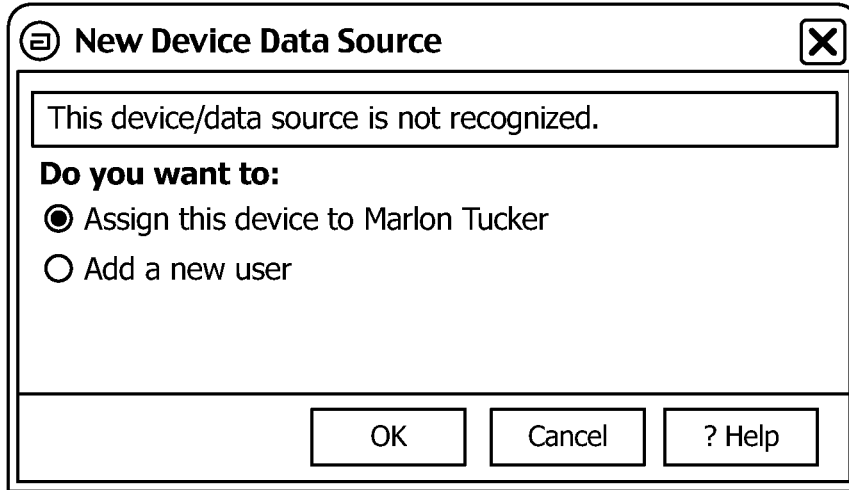 New Device Data Source
This device/data source is not recognized.
Do you want to:
Assign this device to Marlon Tucker
Add a new user
OK Cancel ? Help